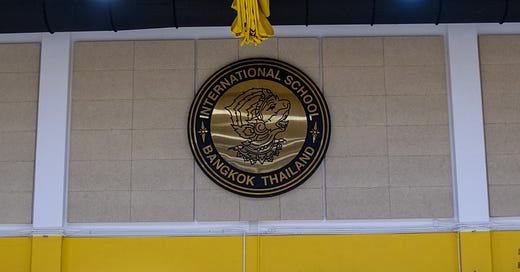 INTERNATIONAL SCHOOL
BANGKOK THAILAND